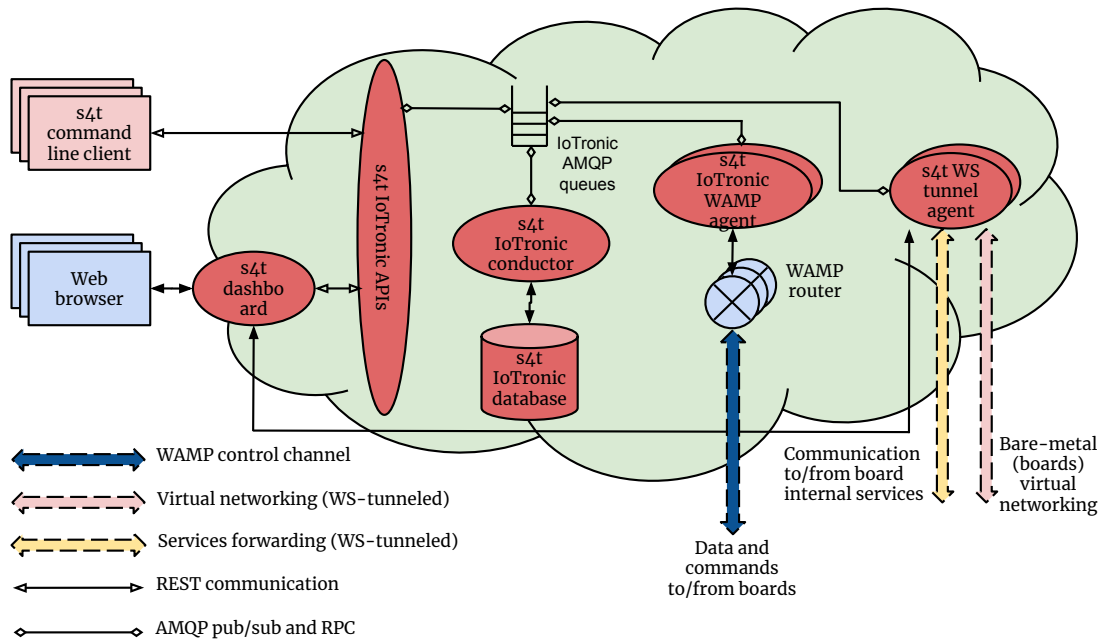 s4t
command
line client
Web
browser
s4t
dashbo
ard
s4t IoTronic APIs
IoTronic
AMQP
queues
s4t
IoTronic
conductor
s4t
IoTronic
database
s4t
IoTronic
WAMP
agent
WAMP
router
s4t WS
tunnel
agent
Communication
to/from board
internal services
Bare-metal
(boards)
virtual
networking
Data and
commands
to/from boards
WAMP control channel
Virtual networking (WS-tunneled)
Services forwarding (WS-tunneled)
REST communication
AMQP pub/sub and RPC